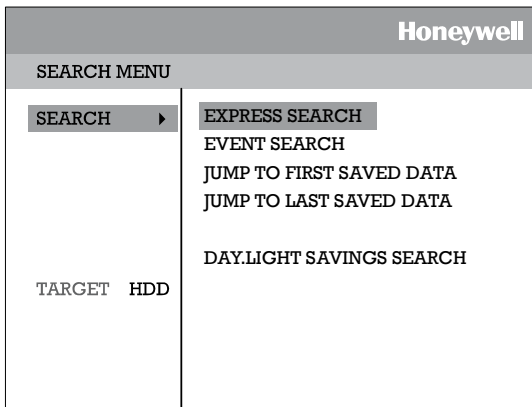 Honeywell
SEARCH MENU
SEARCH
EXPRESS SEARCH
EVENT SEARCH
JUMP TO FIRST SAVED DATA
JUMP TO LAST SAVED DATA
DAY.LIGHT SAVINGS SEARCH
TARGET HDD